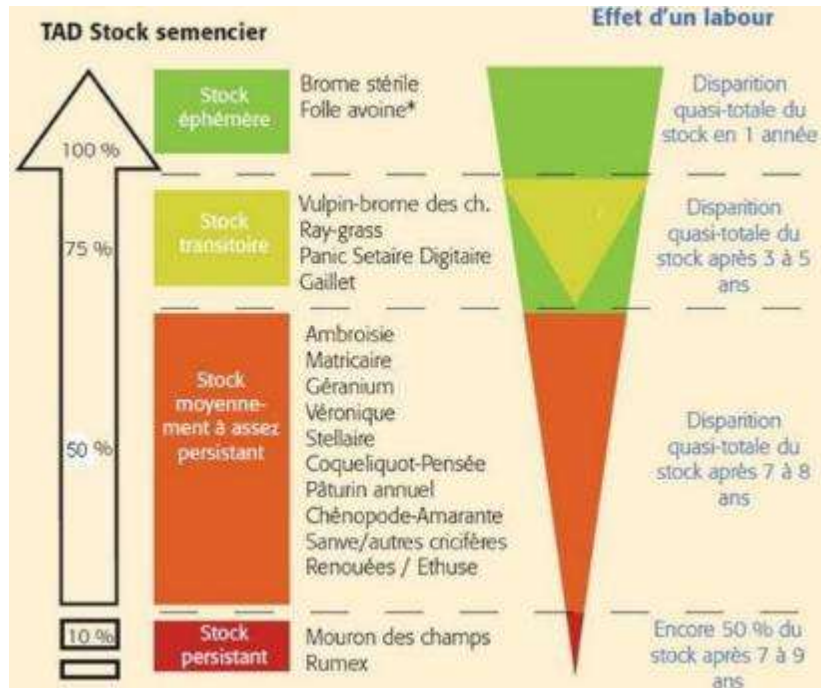 Effet d'un labour
TAD Stock semencier
100 %
75 %
50 %
10 %
Stock
éphémère
Brome stérile
Folle avoine*
Disparition
quasi-totale du
stock en 1 année
Stock
transitoire
Vulpin-brome des ch.
Ray-grass
Panic Setaire Digitaire
Gaillet
Disparition
quasi-totale du
stock après 3 à 5
ans
Stock
moyenne-
ment à assez
persistant
Ambroisie
Matricaire
Géranium
Véronique
Stellaire
Coqueliquot-Pensée
Pâturin annuel
Chénopode-Amarante
Sanve/autres cricifères
Renouées / Ethuse
Disparition
quasi-totale du
stock après 7 à 8
ans
Stock
persistant
Mouron des champs
Rumex
Encore 50 % du
stock après 7 à 9
ans